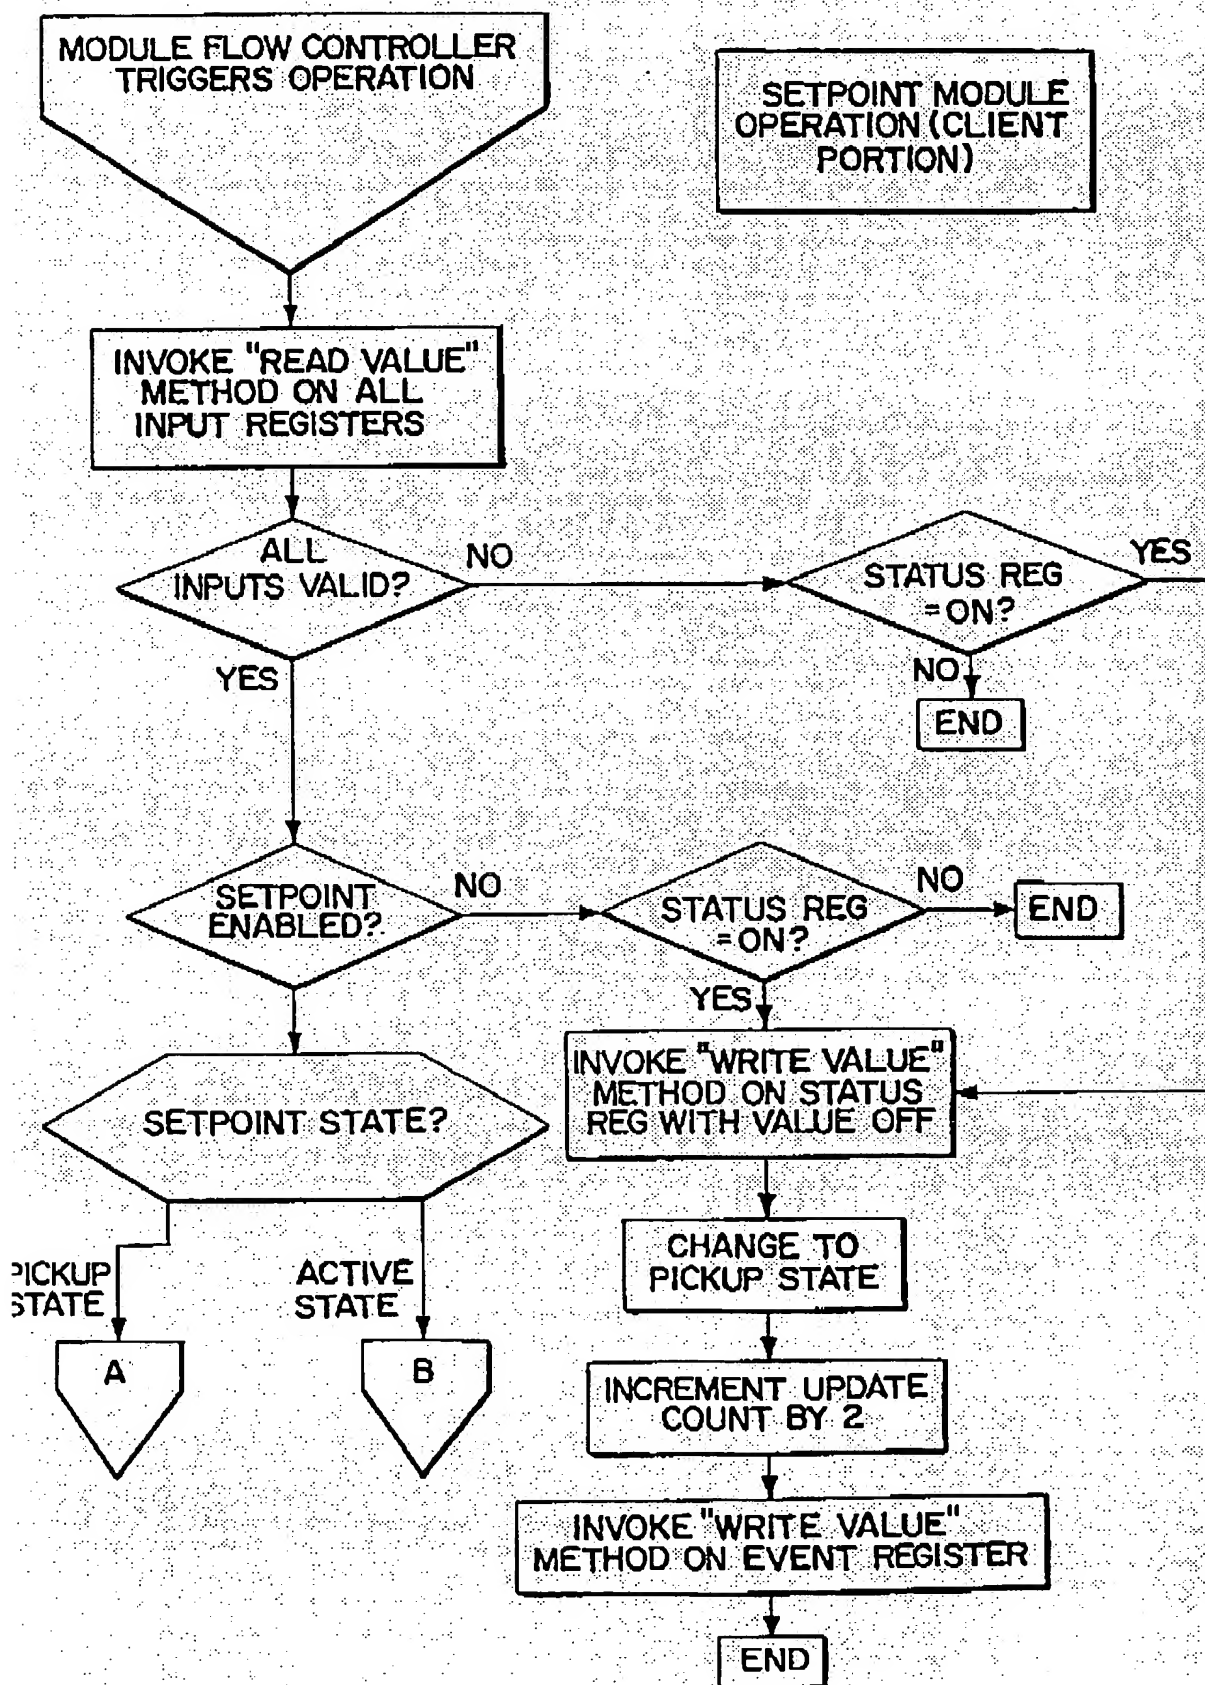 MODULE FLOW CONTROLLER
TRIGGERS OPERATION
SETPOINT MODULE
OPERATION (CLIENT
PORTION)
INVOKE "READ VALUE"
METHOD ON ALL
INPUT REGISTERS
ALL
INPUTS VALID?
NO
STATUS REG
=ON?
YES
NO
END
YES
SETPOINT
ENABLED?
NO
STATUS REG
=ON?
NO
END
YES
INVOKE "WRITE VALUE"
METHOD ON STATUS
REG WITH VALUE OFF
SETPOINT STATE?
CHANGE TO
PICKUP STATE
PICKUP
STATE
ACTIVE
STATE
A
B
INCREMENT UPDATE
COUNT BY 2
INVOKE "WRITE VALUE"
METHOD ON EVENT REGISTER
END